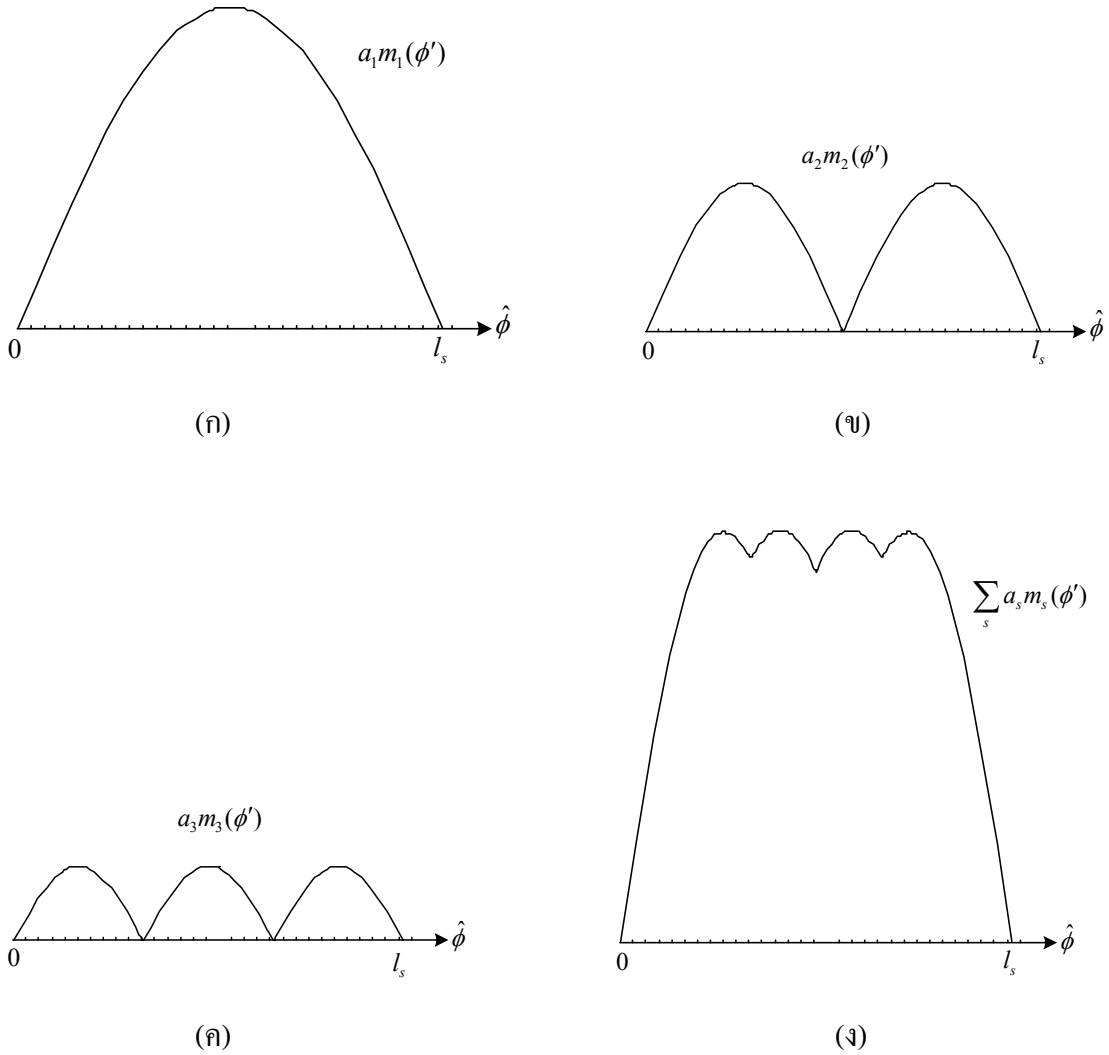 a₁m₁(ϕ′)
0
lₛ
ϕ̂
(ก)
a₂m₂(ϕ′)
0
lₛ
ϕ̂
(ข)
a₃m₃(ϕ′)
0
lₛ
ϕ̂
(ค)
∑ₛ aₛmₛ(ϕ′)
0
lₛ
ϕ̂
(ง)